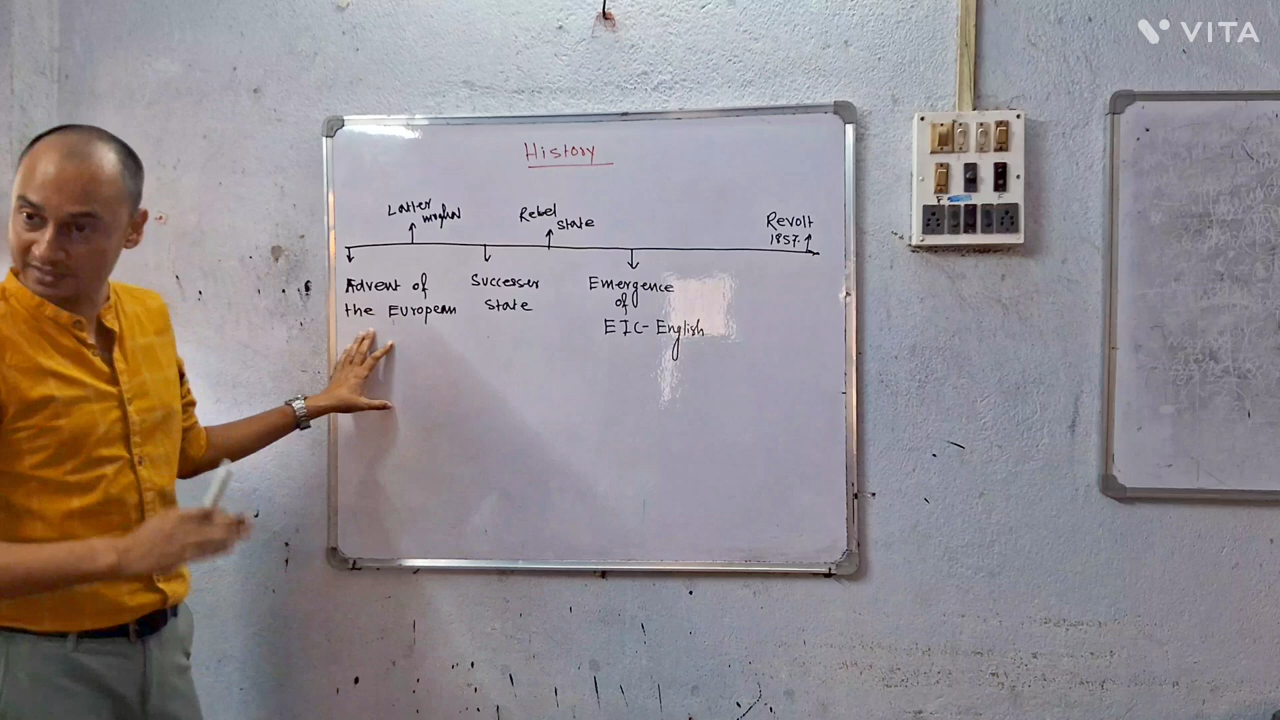 VITA
History
Latter
mughal
Rebel
state
Revolt
1857.
Advent of
the European
Successer
state
Emergence
of
EIC- English
F
F